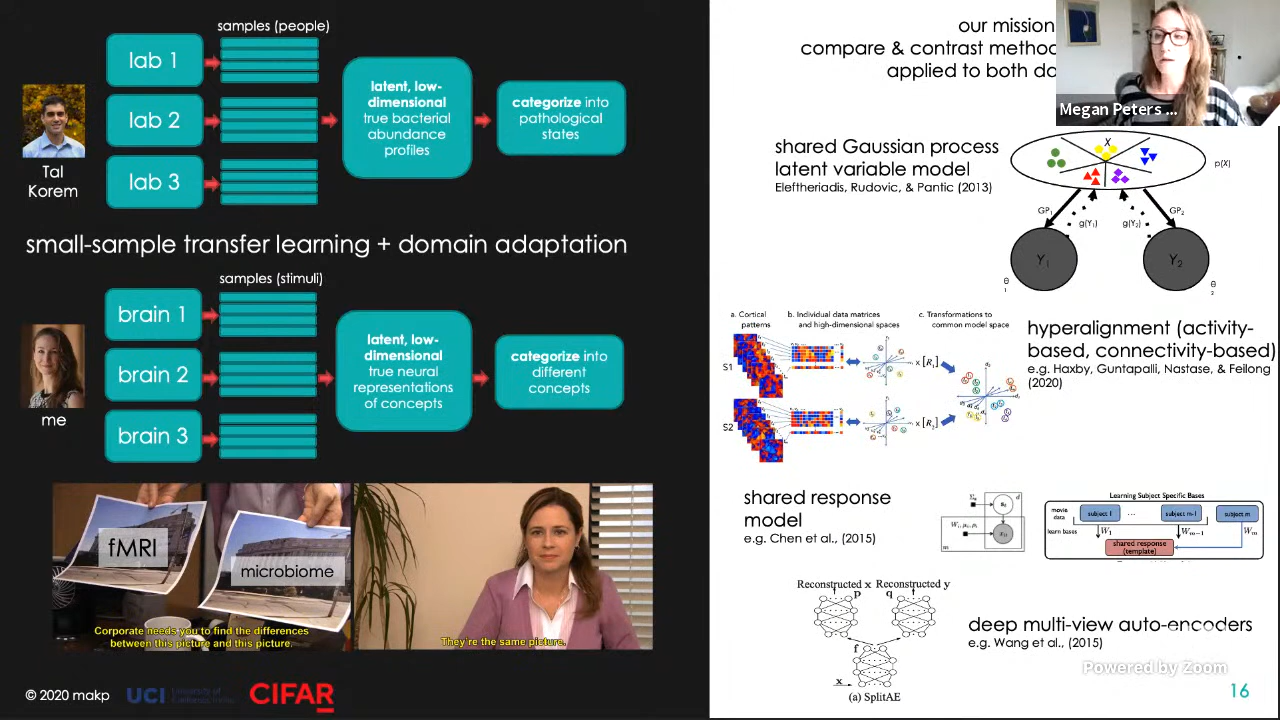 samples (people)
lab 1
lab 2
lab 3
Tal
Korem
latent, low-
dimensional
true bacterial
abundance
profiles
categorize into
pathological
states
small-sample transfer learning + domain adaptation
samples (stimuli)
brain 1
brain 2
brain 3
me
latent, low-
dimensional
true neural
representations
of concepts
categorize into
different
concepts
fMRI
microbiome
Corporate needs you to find the differences
between this picture and this picture.
They're the same picture.
© 2020 makp
UCI University of
California, Irvine
CIFAR
our mission
compare & contrast
applied to both
Megan Peters ...
shared Gaussian process
latent variable model
Eleftheriadis, Rudovic, & Pantic (2013)
X
p(X)
GP1
g(Y1)
g(Y2)
GP2
Y1
Y2
θ
1
θ
2
a. Cortical
patterns
b. Individual data matrices
and high-dimensional spaces
c. Transformations to
common model space
S1
S2
hyperalignment (activity-
based, connectivity-based)
e.g. Haxby, Guntapalli, Nastase, & Feilong
(2020)
shared response
model
e.g. Chen et al., (2015)
Learning Subject Specific Bases
movie
data
subject 1
...
subject m-1
subject m
learn bases
W1
Wm−1
Wm
shared response
(template)
Reconstructed x
Reconstructed y
p
q
f
x
(a) SplitAE
deep multi-view auto-encoders
e.g. Wang et al., (2015)
Powered by Zoom
16